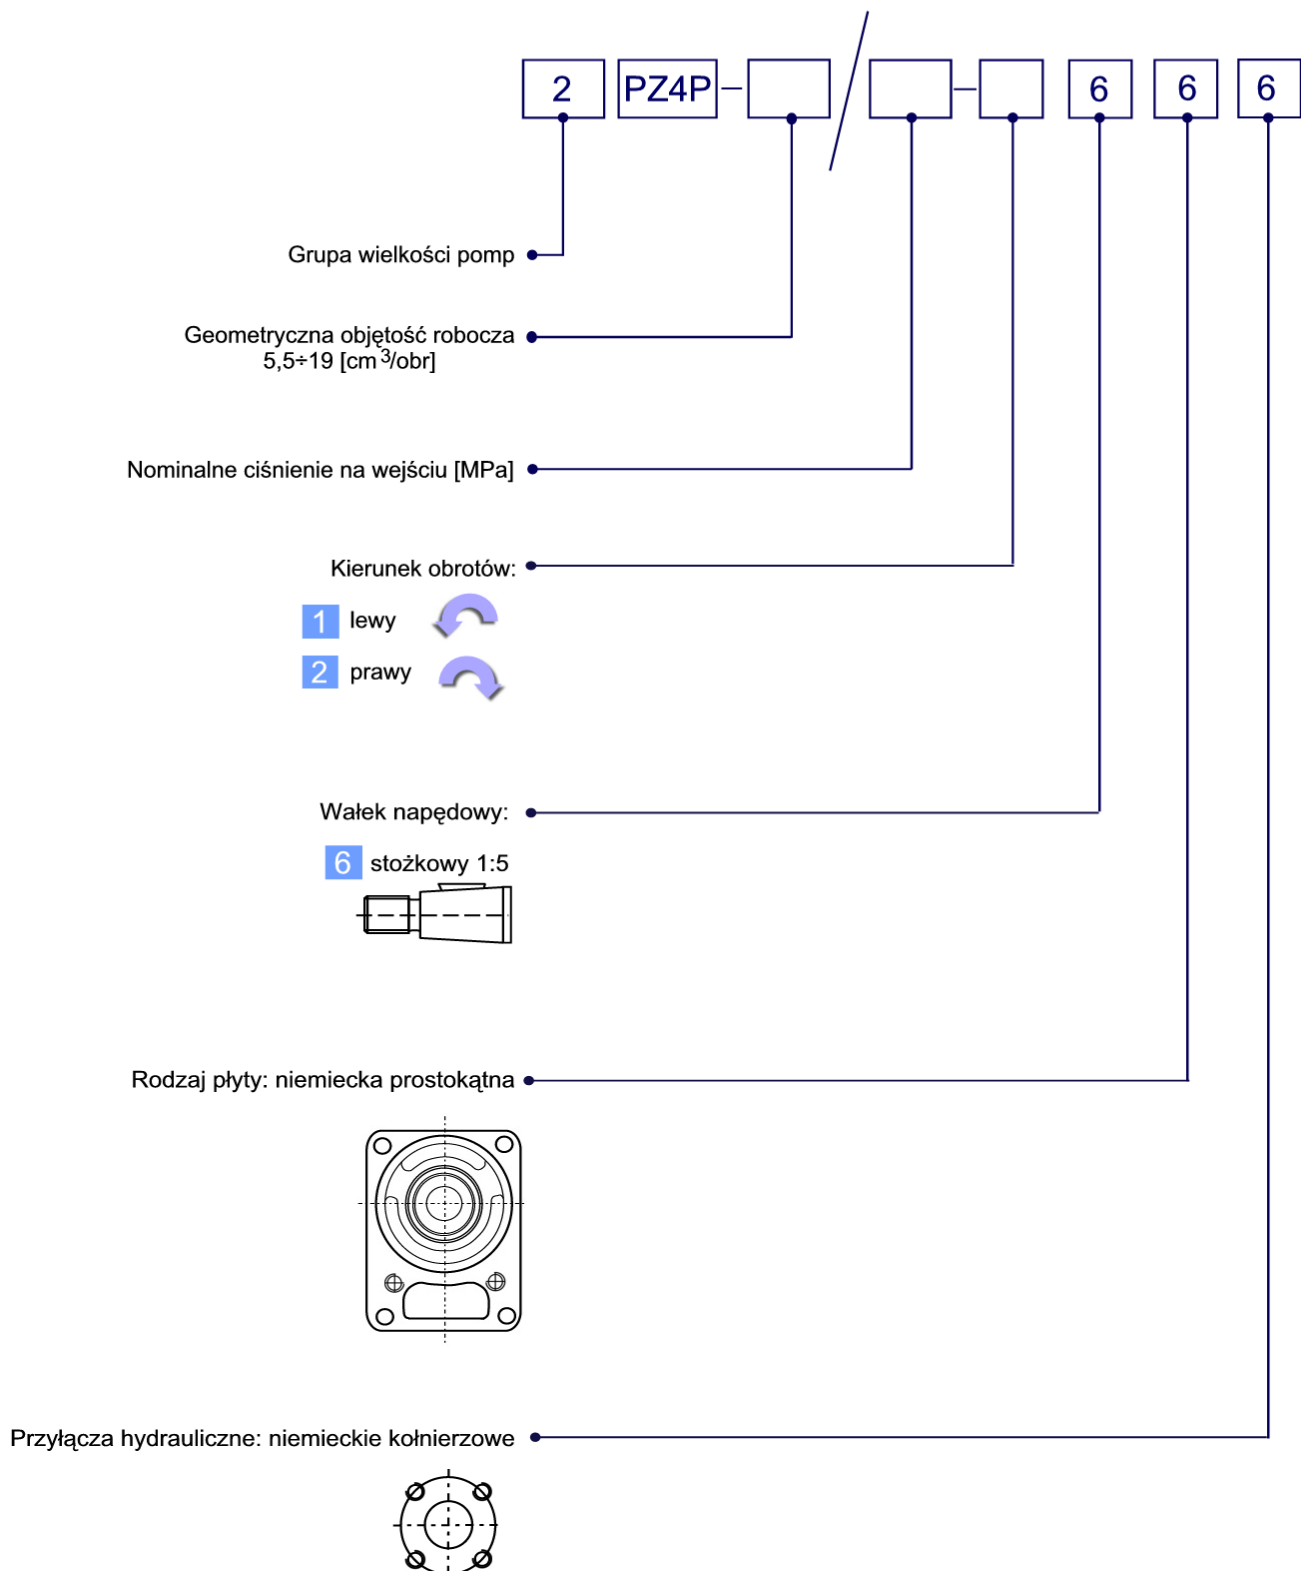 2 PZ4P – / – 6 6 6
Grupa wielkości pomp
Geometryczna objętość robocza
5,5÷19 [cm³/obr]
Nominalne ciśnienie na wejściu [MPa]
Kierunek obrotów:
1 lewy
2 prawy
Wałek napędowy:
6 stożkowy 1:5
Rodzaj płyty: niemiecka prostokątna
Przyłącza hydrauliczne: niemieckie kołnierzowe